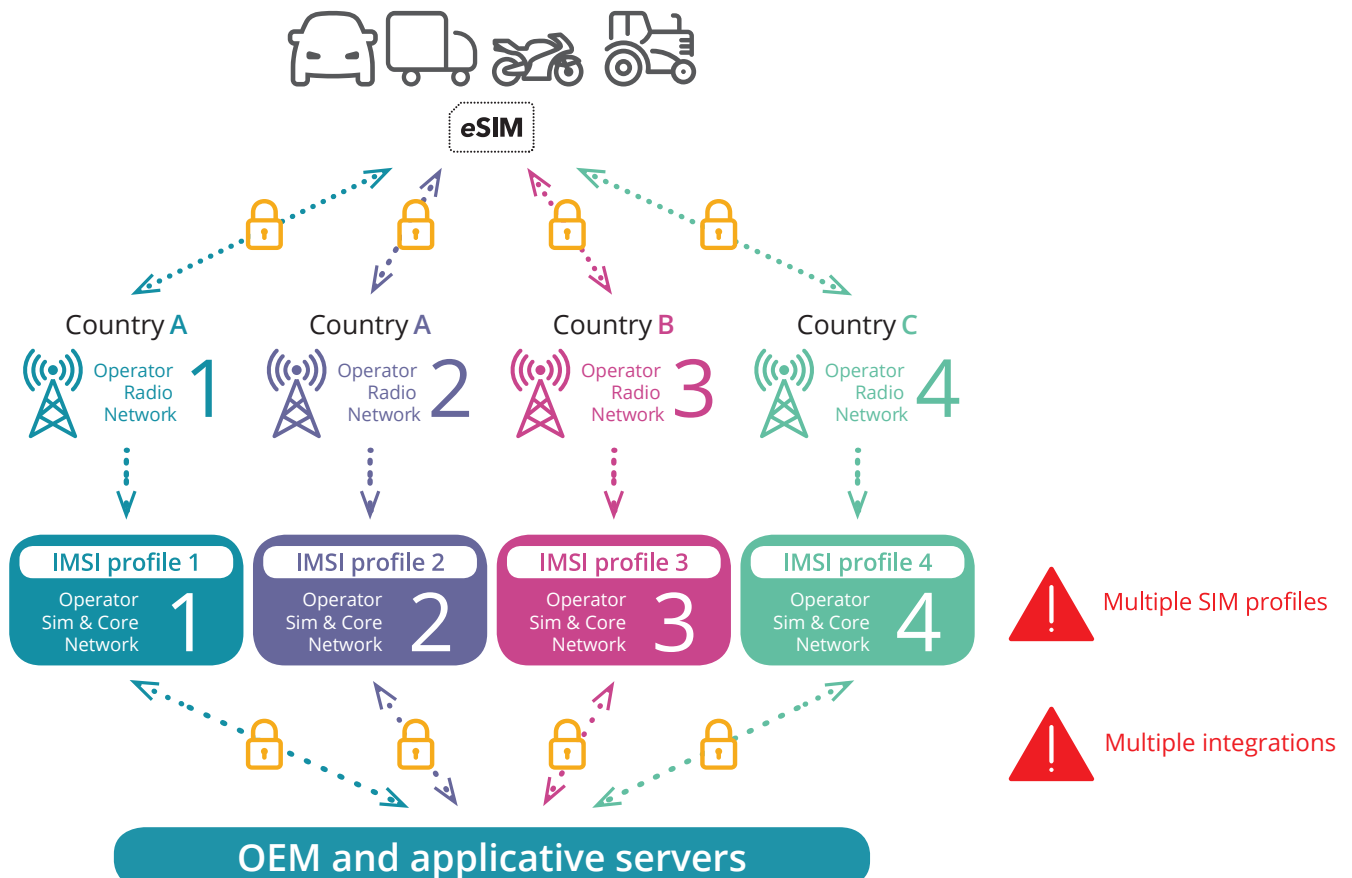 eSIM
Country A
Country A
Country B
Country C
Operator
Radio
Network
1
Operator
Radio
Network
2
Operator
Radio
Network
3
Operator
Radio
Network
4
IMSI profile 1
Operator
Sim & Core
Network
1
IMSI profile 2
Operator
Sim & Core
Network
2
IMSI profile 3
Operator
Sim & Core
Network
3
IMSI profile 4
Operator
Sim & Core
Network
4
Multiple SIM profiles
Multiple integrations
OEM and applicative servers